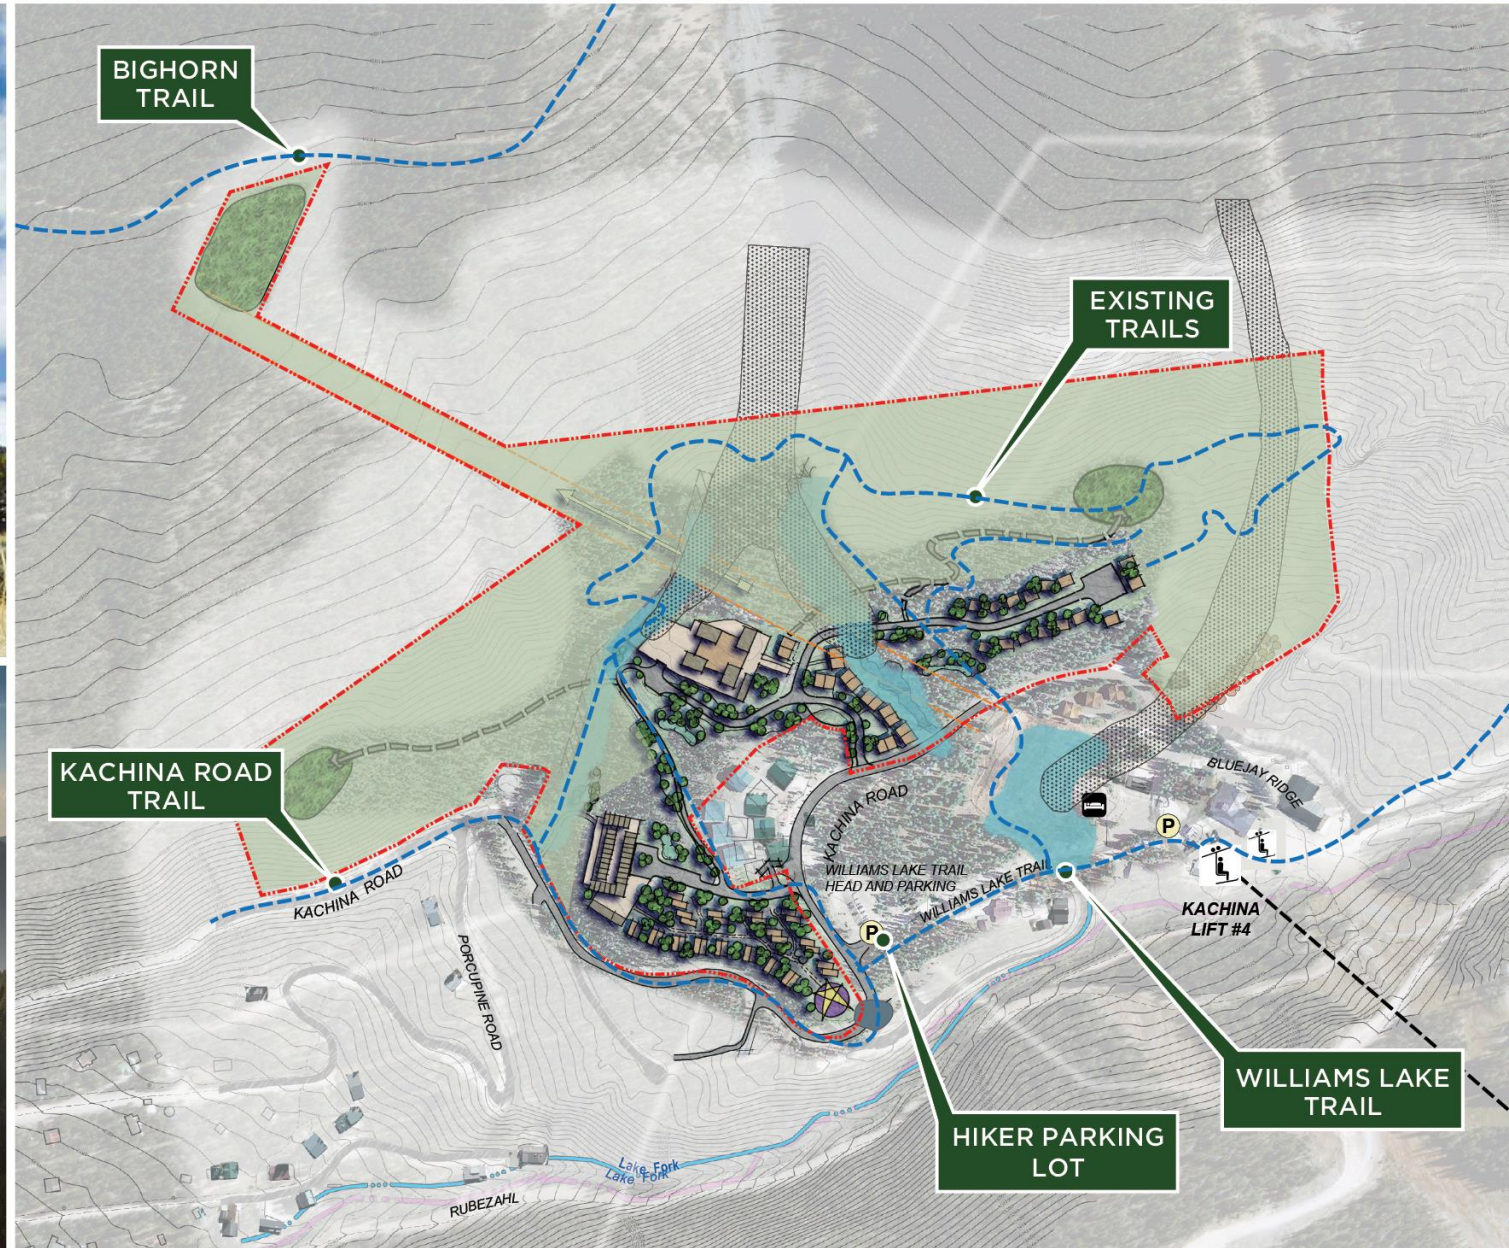 BIGHORN
TRAIL
EXISTING
TRAILS
KACHINA ROAD
TRAIL
KACHINA ROAD
KACHINA ROAD
BLUEJAY RIDGE
P
WILLIAMS LAKE TRAIL
HEAD AND PARKING
WILLIAMS LAKE TRAIL
P
KACHINA
LIFT #4
PORCUPINE ROAD
WILLIAMS LAKE
TRAIL
HIKER PARKING
LOT
Lake Fork
Lake Fork
RUBEZAHL